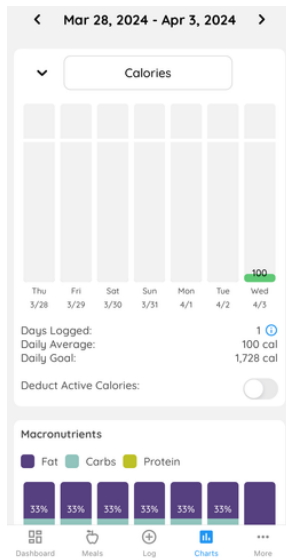 Mar 28, 2024 - Apr 3, 2024
Calories
100
Thu Fri Sat Sun Mon Tue Wed
3/28 3/29 3/30 3/31 4/1 4/2 4/3
Days Logged: 1
Daily Average: 100 cal
Daily Goal: 1,728 cal
Deduct Active Calories:
Macronutrients
Fat Carbs Protein
33% 33% 33% 33% 33% 33%
Dashboard Meals Log Charts More